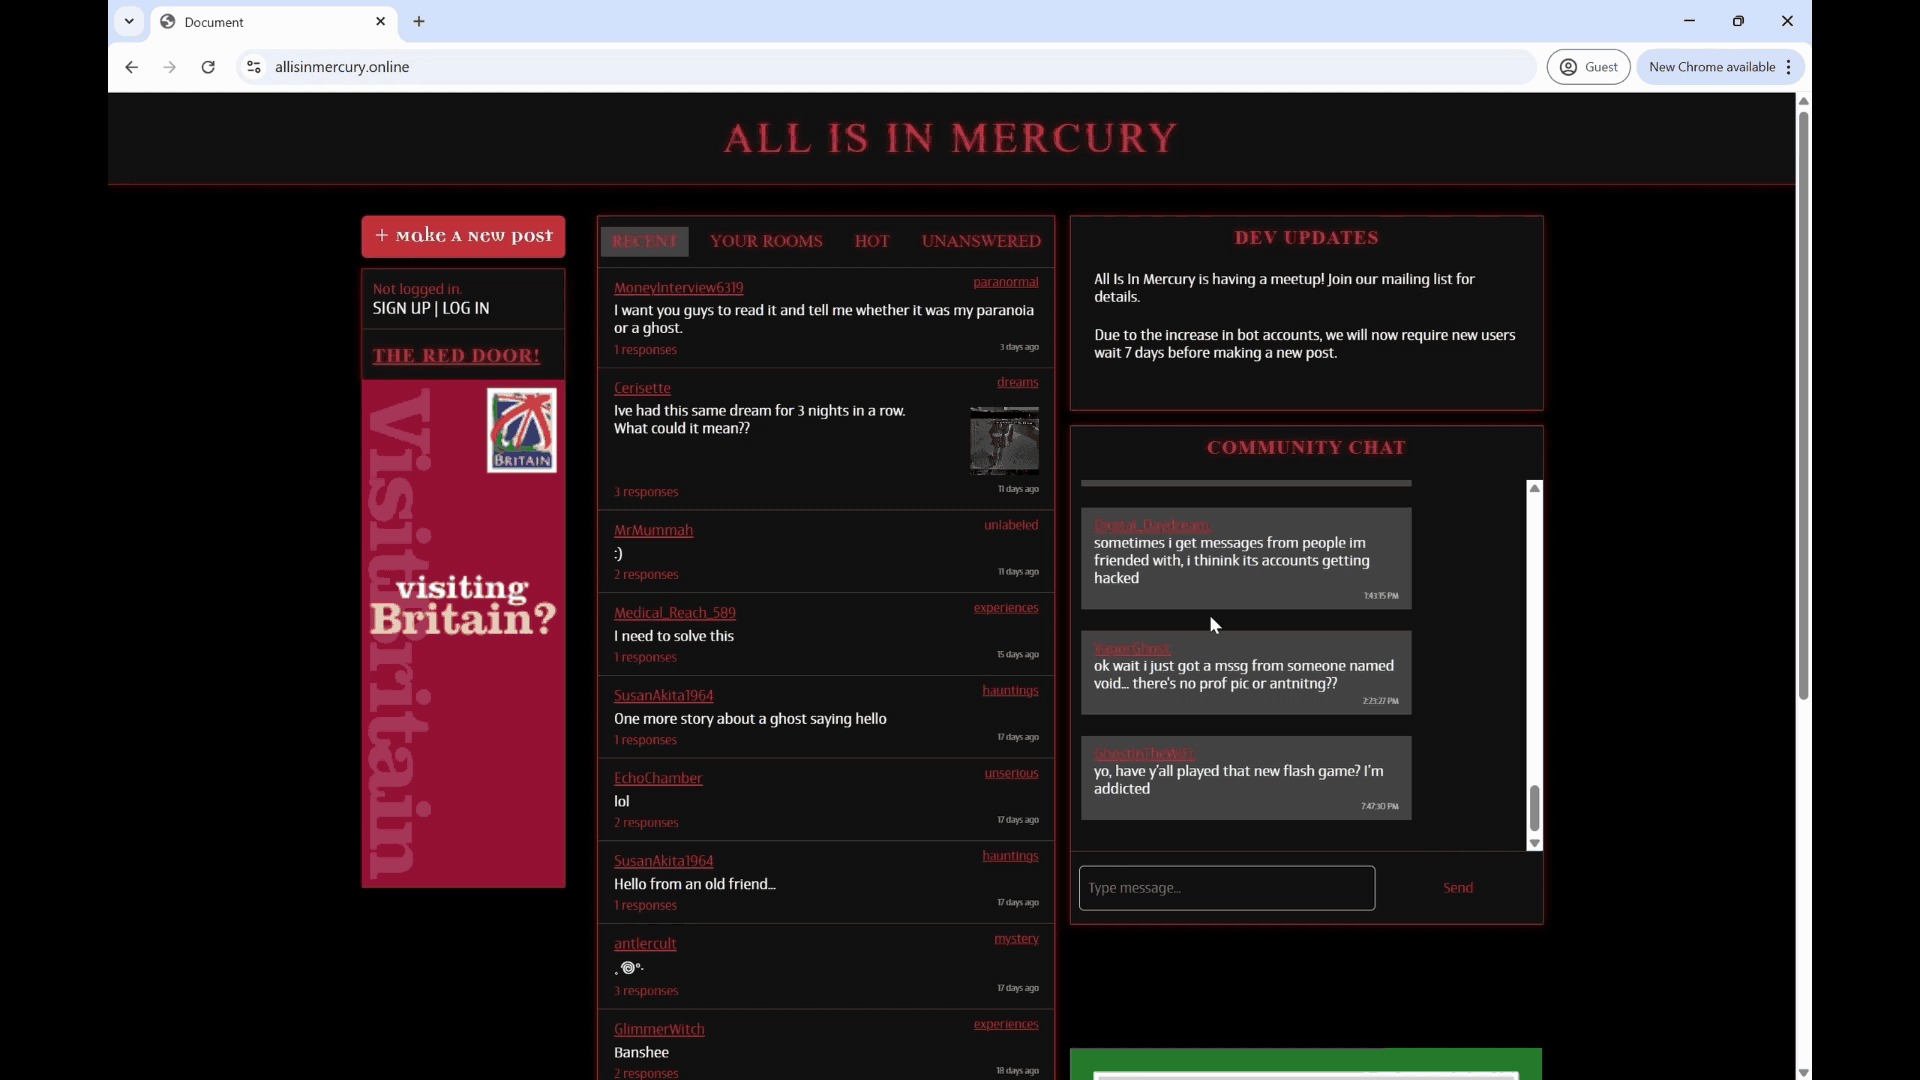 Document
allisinmercury.online
Guest
New Chrome available
ALL IS IN MERCURY
+ Make A New Post
Not logged in.
SIGN UP | LOG IN
THE RED DOOR!
VisitBritain
BRITAIN
visiting
Britain?
RECENT
YOUR ROOMS
HOT
UNANSWERED
MoneyInterview6319
paranormal
I want you guys to read it and tell me whether it was my paranoia
or a ghost.
1 responses
3 days ago
Cerisette
dreams
Ive had this same dream for 3 nights in a row.
What could it mean??
3 responses
11 days ago
MrMummah
unlabeled
:)
2 responses
11 days ago
Medical_Reach_589
experiences
I need to solve this
1 responses
15 days ago
SusanAkita1964
hauntings
One more story about a ghost saying hello
1 responses
17 days ago
EchoChamber
unserious
lol
2 responses
17 days ago
SusanAkita1964
hauntings
Hello from an old friend...
1 responses
17 days ago
antlercult
mystery
3 responses
17 days ago
GlimmerWitch
experiences
Banshee
2 responses
18 days ago
DEV UPDATES
All Is In Mercury is having a meetup! Join our mailing list for
details.
Due to the increase in bot accounts, we will now require new users
wait 7 days before making a new post.
COMMUNITY CHAT
Digital_Daydream:
sometimes i get messages from people im
friended with, i thinink its accounts getting
hacked
1:43:15 PM
VaporGhost:
ok wait i just got a mssg from someone named
void... there's no prof pic or antnitng??
2:23:27 PM
GhostInTheWiFi:
yo, have y'all played that new flash game? I'm
addicted
7:47:30 PM
Type message...
Send